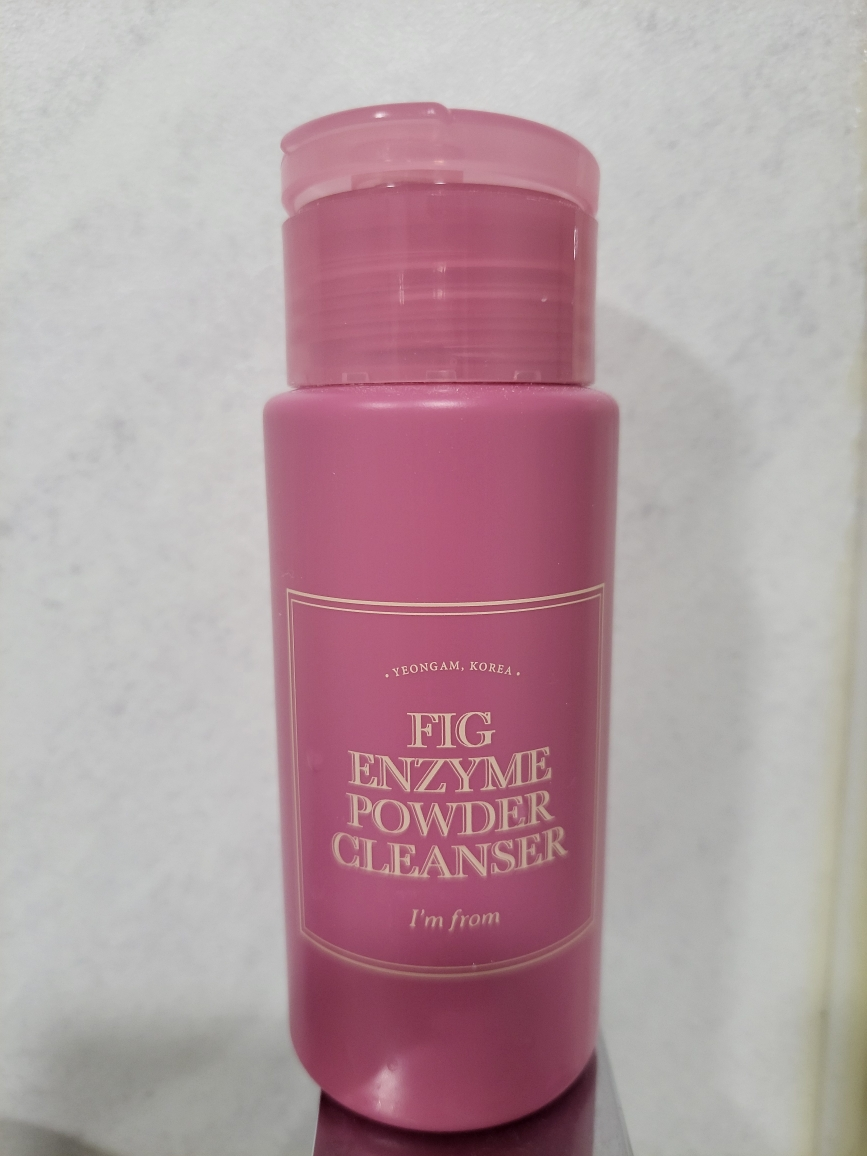 • YEONGAM, KOREA •
FIG
ENZYME
POWDER
CLEANSER
I'm from